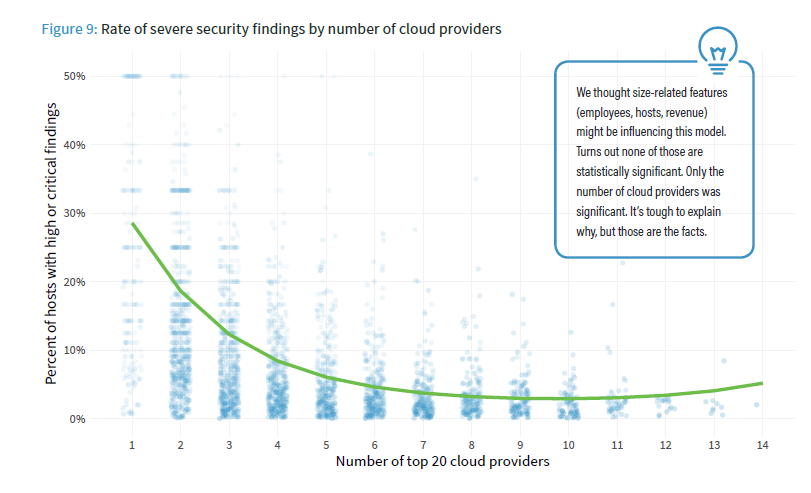 Figure 9: Rate of severe security findings by number of cloud providers
We thought size-related features
(employees, hosts, revenue)
might be influencing this model.
Turns out none of those are
statistically significant. Only the
number of cloud providers was
significant. It's tough to explain
why, but those are the facts.
Percent of hosts with high or critical findings
50%
40%
30%
20%
10%
0%
1 2 3 4 5 6 7 8 9 10 11 12 13 14
Number of top 20 cloud providers